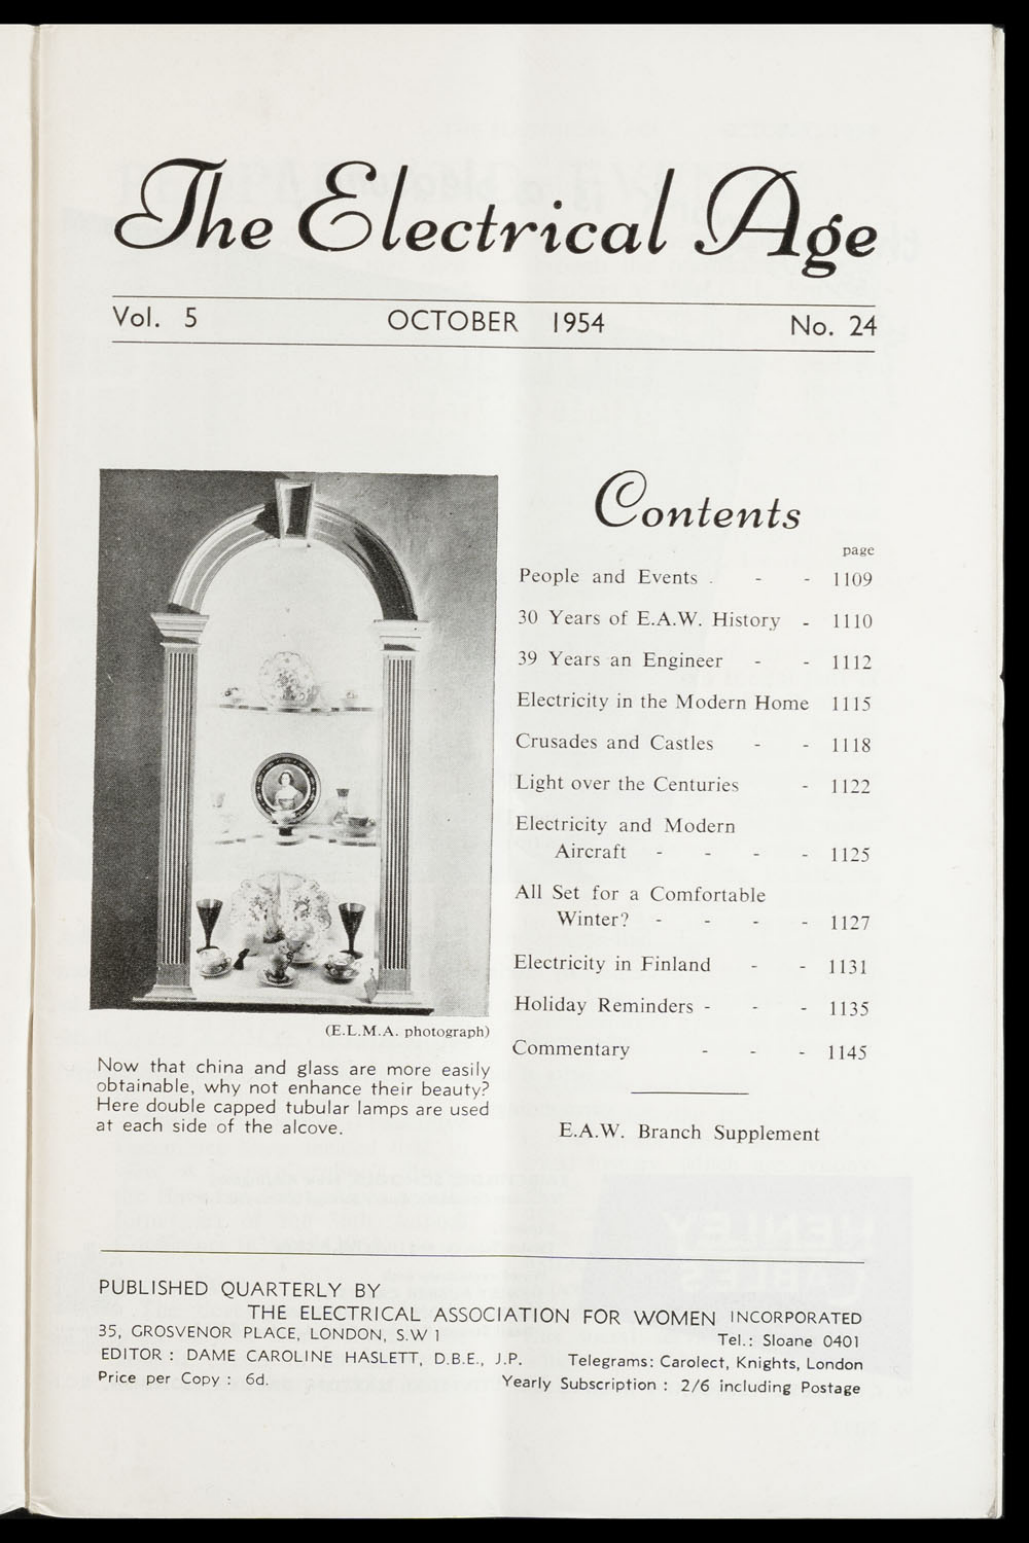 The Electrical Age
Vol. 5 OCTOBER 1954 No. 24
(E.L.M.A. photograph)
Now that china and glass are more easily
obtainable, why not enhance their beauty?
Here double capped tubular lamps are used
at each side of the alcove.
Contents
page
People and Events - - 1109
30 Years of E.A.W. History - 1110
39 Years an Engineer - - 1112
Electricity in the Modern Home 1115
Crusades and Castles - - 1118
Light over the Centuries - 1122
Electricity and Modern
Aircraft - - - - 1125
All Set for a Comfortable
Winter? - - - - 1127
Electricity in Finland - - 1131
Holiday Reminders - - - 1135
Commentary - - - 1145
E.A.W. Branch Supplement
PUBLISHED QUARTERLY BY
THE ELECTRICAL ASSOCIATION FOR WOMEN INCORPORATED
35, GROSVENOR PLACE, LONDON, S.W 1 Tel.: Sloane 0401
EDITOR : DAME CAROLINE HASLETT, D.B.E., J.P. Telegrams: Carolect, Knights, London
Price per Copy : 6d. Yearly Subscription : 2/6 including Postage